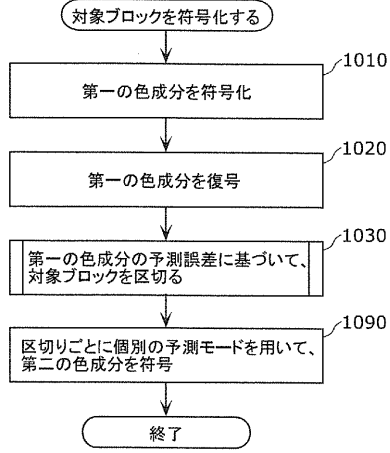 対象ブロックを符号化する
1010
第一の色成分を符号化
1020
第一の色成分を復号
1030
第一の色成分の予測誤差に基づいて、
対象ブロックを区切る
1090
区切りごとに個別の予測モードを用いて、
第二の色成分を符号
終了